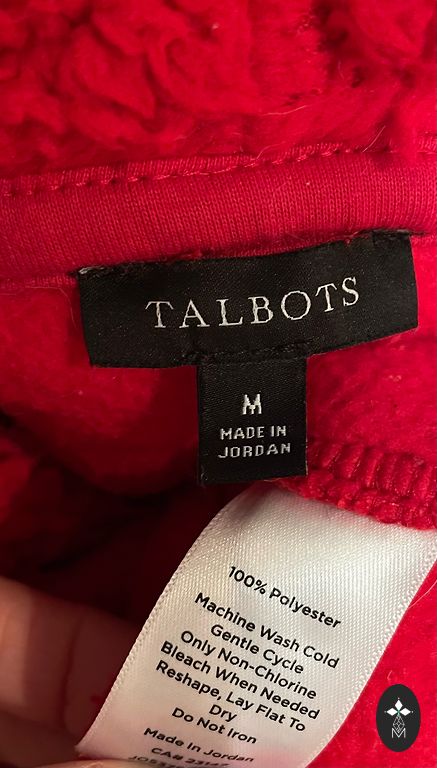 TALBOTS
M
MADE IN
JORDAN
100% Polyester
Machine Wash Cold
Gentle Cycle
Only Non-Chlorine
Bleach When Needed
Reshape, Lay Flat To
Dry
Do Not Iron
Made in Jordan
CA#